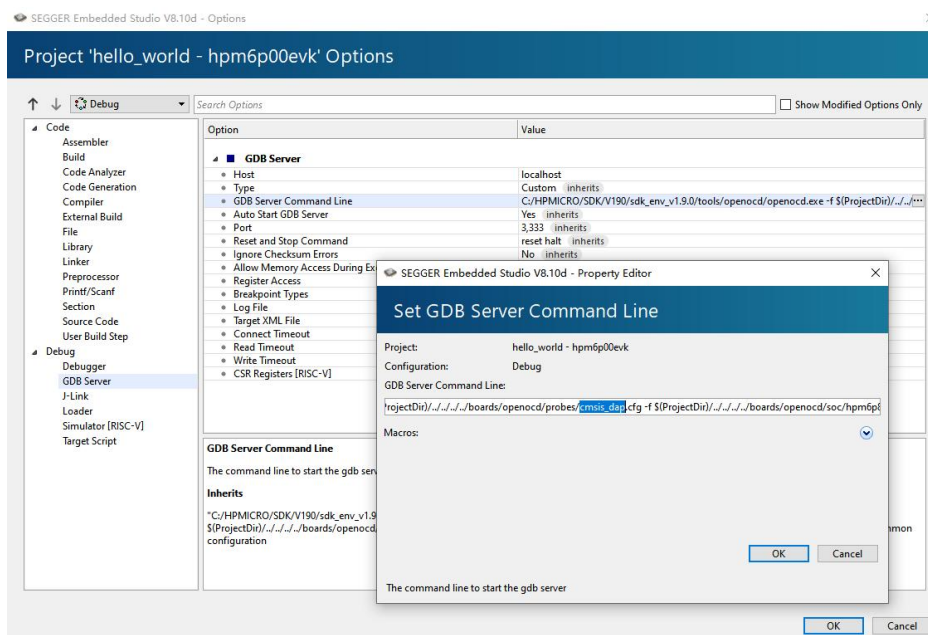 SEGGER Embedded Studio V8.10d - Options
Project 'hello_world - hpm6p00evk' Options
Debug
Search Options
Show Modified Options Only
Code
Assembler
Build
Code Analyzer
Code Generation
Compiler
External Build
File
Library
Linker
Preprocessor
Printf/Scanf
Section
Source Code
User Build Step
Debug
Debugger
GDB Server
J-Link
Loader
Simulator [RISC-V]
Target Script
Option Value
GDB Server
Host localhost
Type Custom inherits
GDB Server Command Line C:/HPMICRO/SDK/V190/sdk_env_v1.9.0/tools/openocd/openocd.exe -f $(ProjectDir)/../../
Auto Start GDB Server Yes inherits
Port 3,333 inherits
Reset and Stop Command reset halt inherits
Ignore Checksum Errors No inherits
Allow Memory Access During Ex
Register Access
Breakpoint Types
Log File
Target XML File
Connect Timeout
Read Timeout
Write Timeout
CSR Registers [RISC-V]
GDB Server Command Line
The command line to start the gdb serv
Inherits
"C:/HPMICRO/SDK/V190/sdk_env_v1.9
$(ProjectDir)/../../../../boards/openocd/
configuration
mmon
SEGGER Embedded Studio V8.10d - Property Editor
Set GDB Server Command Line
Project: hello_world - hpm6p00evk
Configuration: Debug
GDB Server Command Line:
rojectDir)/../../../../boards/openocd/probes/cmsis_dap.cfg -f $(ProjectDir)/../../../../boards/openocd/soc/hpm6p
Macros:
OK Cancel
The command line to start the gdb server
OK Cancel